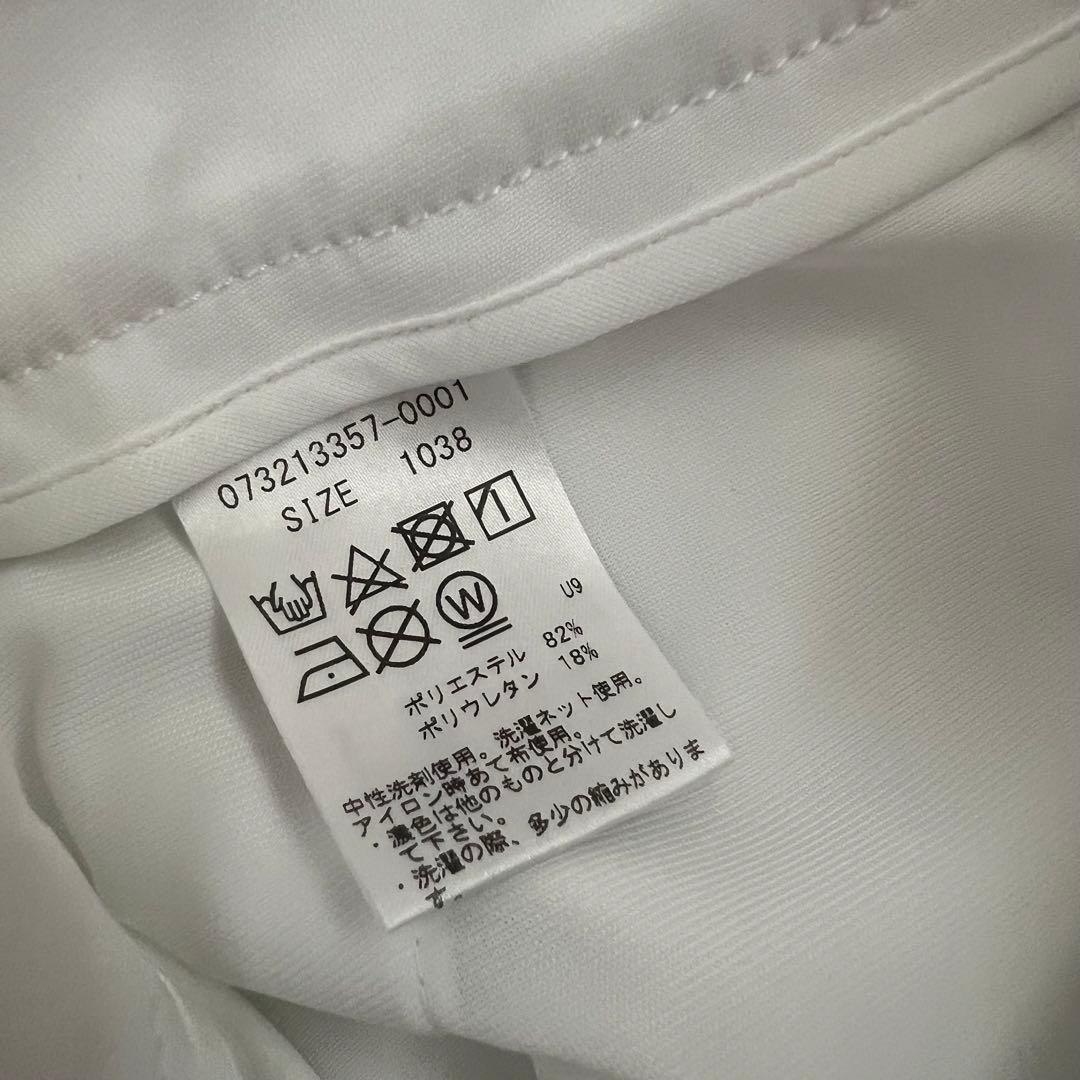 073213357-0001
SIZE 1038
W
U9
ポリエステル 82%
ポリウレタン 18%
中性洗剤使用。洗濯ネット使用。
アイロン時あて布使用。
・濃色は他のものと分けて洗濯し
て下さい。
・洗濯の際、多少の縮みがありま
す。